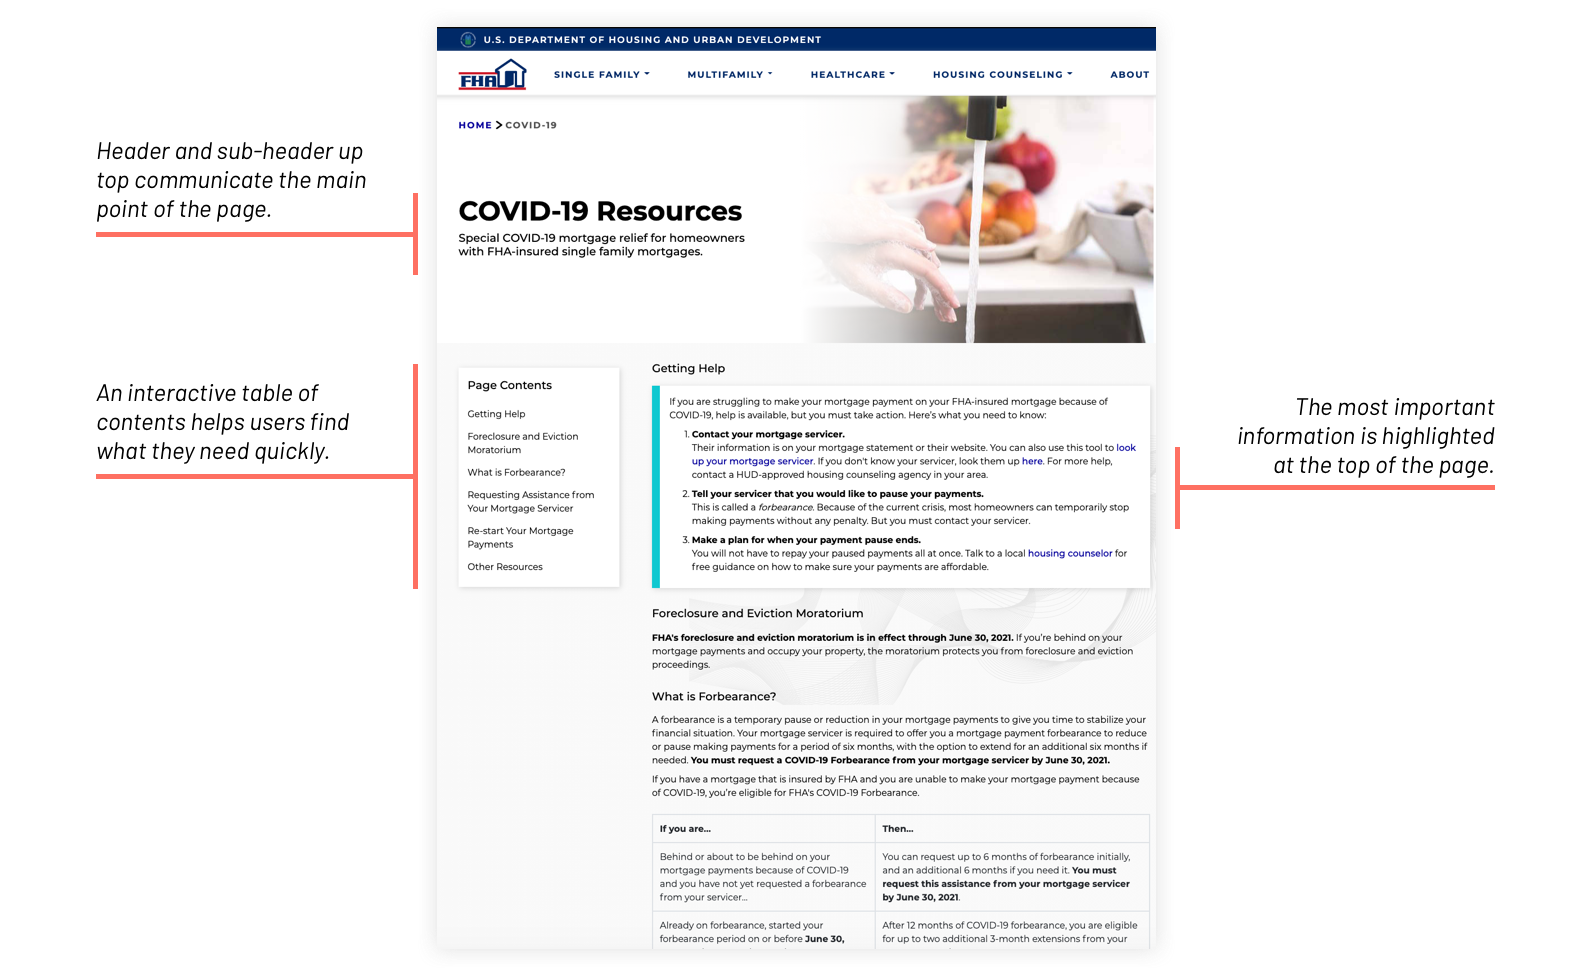 U.S. DEPARTMENT OF HOUSING AND URBAN DEVELOPMENT
FHA
SINGLE FAMILY
MULTIFAMILY
HEALTHCARE
HOUSING COUNSELING
ABOUT
HOME > COVID-19
Header and sub-header up
top communicate the main
point of the page.
COVID-19 Resources
Special COVID-19 mortgage relief for homeowners
with FHA-insured single family mortgages.
An interactive table of
contents helps users find
what they need quickly.
Page Contents
Getting Help
Foreclosure and Eviction
Moratorium
What is Forbearance?
Requesting Assistance from
Your Mortgage Servicer
Re-start Your Mortgage
Payments
Other Resources
Getting Help
If you are struggling to make your mortgage payment on your FHA-insured mortgage because of
COVID-19, help is available, but you must take action. Here's what you need to know:
1. Contact your mortgage servicer.
Their information is on your mortgage statement or their website. You can also use this tool to look
up your mortgage servicer. If you don't know your servicer, look them up here. For more help,
contact a HUD-approved housing counseling agency in your area.
2. Tell your servicer that you would like to pause your payments.
This is called a forbearance. Because of the current crisis, most homeowners can temporarily stop
making payments without any penalty. But you must contact your servicer.
3. Make a plan for when your payment pause ends.
You will not have to repay your paused payments all at once. Talk to a local housing counselor for
free guidance on how to make sure your payments are affordable.
The most important
information is highlighted
at the top of the page.
Foreclosure and Eviction Moratorium
FHA's foreclosure and eviction moratorium is in effect through June 30, 2021. If you're behind on your
mortgage payments and occupy your property, the moratorium protects you from foreclosure and eviction
proceedings.
What is Forbearance?
A forbearance is a temporary pause or reduction in your mortgage payments to give you time to stabilize your
financial situation. Your mortgage servicer is required to offer you a mortgage payment forbearance to reduce
or pause making payments for a period of six months, with the option to extend for an additional six months if
needed. You must request a COVID-19 Forbearance from your mortgage servicer by June 30, 2021.
If you have a mortgage that is insured by FHA and you are unable to make your mortgage payment because
of COVID-19, you're eligible for FHA's COVID-19 Forbearance.
If you are...
Then...
Behind or about to be behind on your
mortgage payments because of COVID-19
and you have not yet requested a forbearance
from your servicer...
You can request up to 6 months of forbearance initially,
and an additional 6 months if you need it. You must
request this assistance from your mortgage servicer
by June 30, 2021.
Already on forbearance, started your
forbearance period on or before June 30,
After 12 months of COVID-19 forbearance, you are eligible
for up to two additional 3-month extensions from your